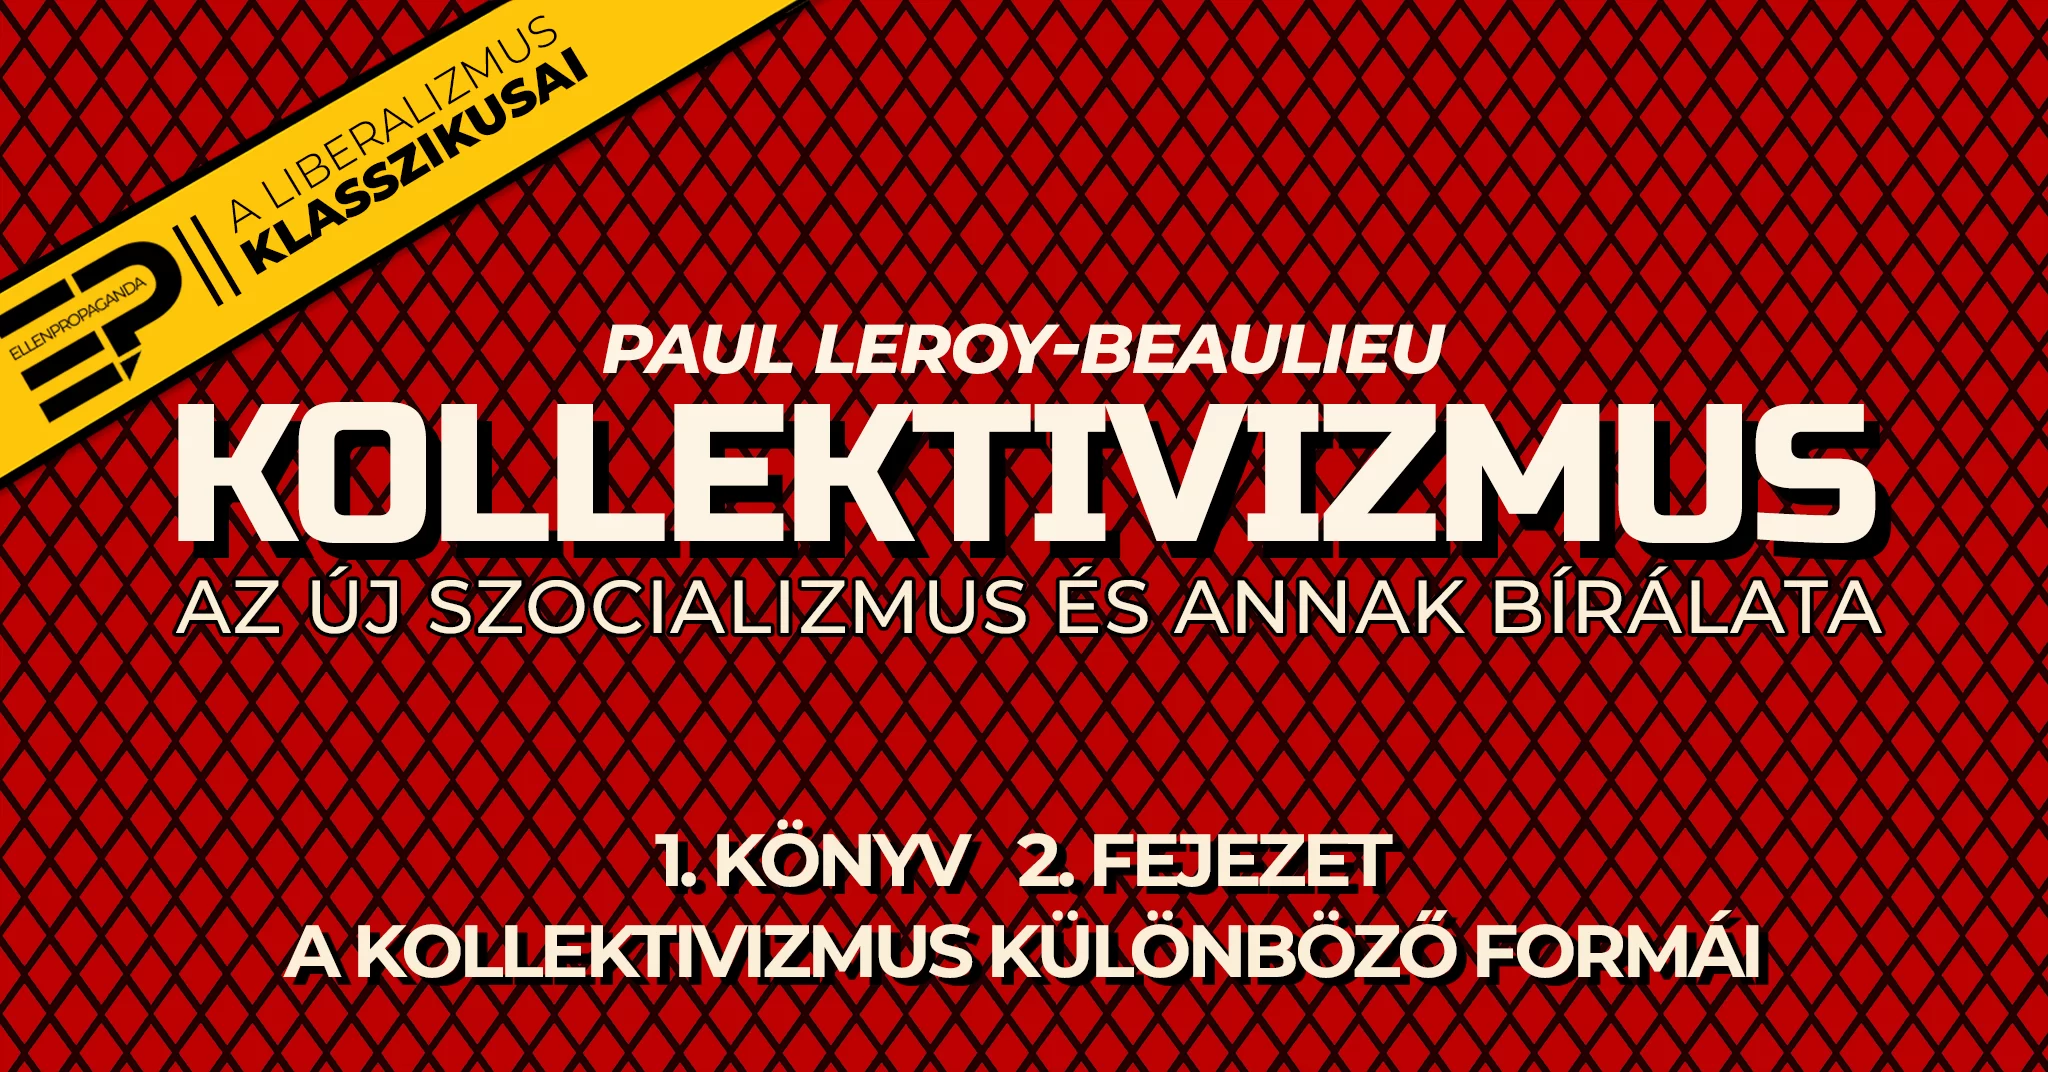 A LIBERALIZMUS
KLASSZIKUSAI
EP
ELLENPROPAGANDA
PAUL LEROY-BEAULIEU
KOLLEKTIVIZMUS
AZ ÚJ SZOCIALIZMUS ÉS ANNAK BÍRÁLATA
1. KÖNYV 2. FEJEZET
A KOLLEKTIVIZMUS KÜLÖNBÖZŐ FORMÁI